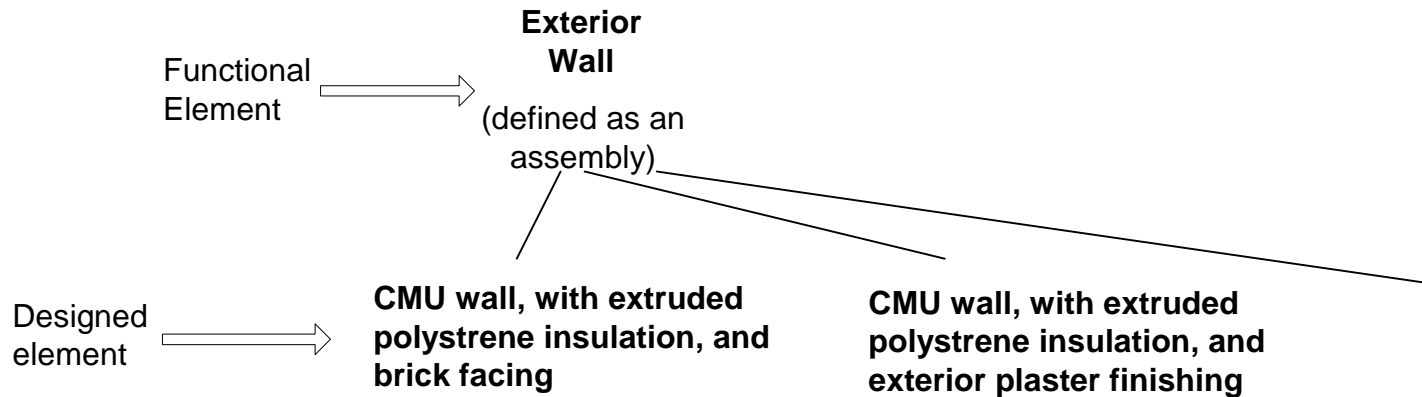 Exterior
Wall
Functional
Element
(defined as an
assembly)
Designed
element
CMU wall, with extruded
polystrene insulation, and
brick facing
CMU wall, with extruded
polystrene insulation, and
exterior plaster finishing